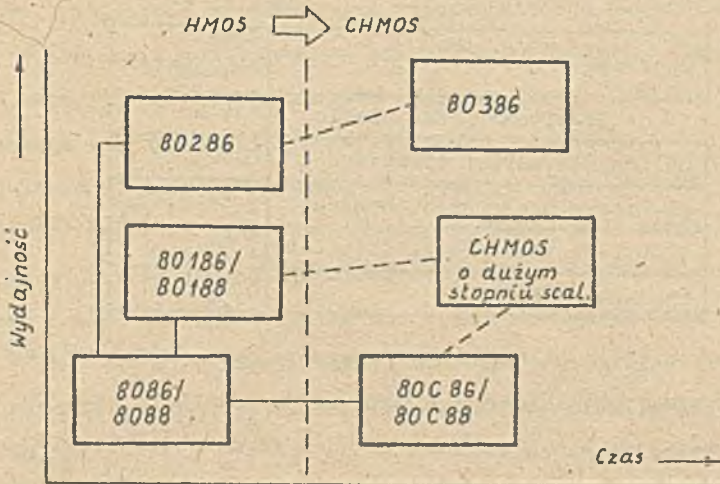 HMOS CHMOS
Wydajność
80286
80386
80186/
80188
CHMOS
o dużym
stopniu scal.
8086/
8088
80C86/
80C88
Czas